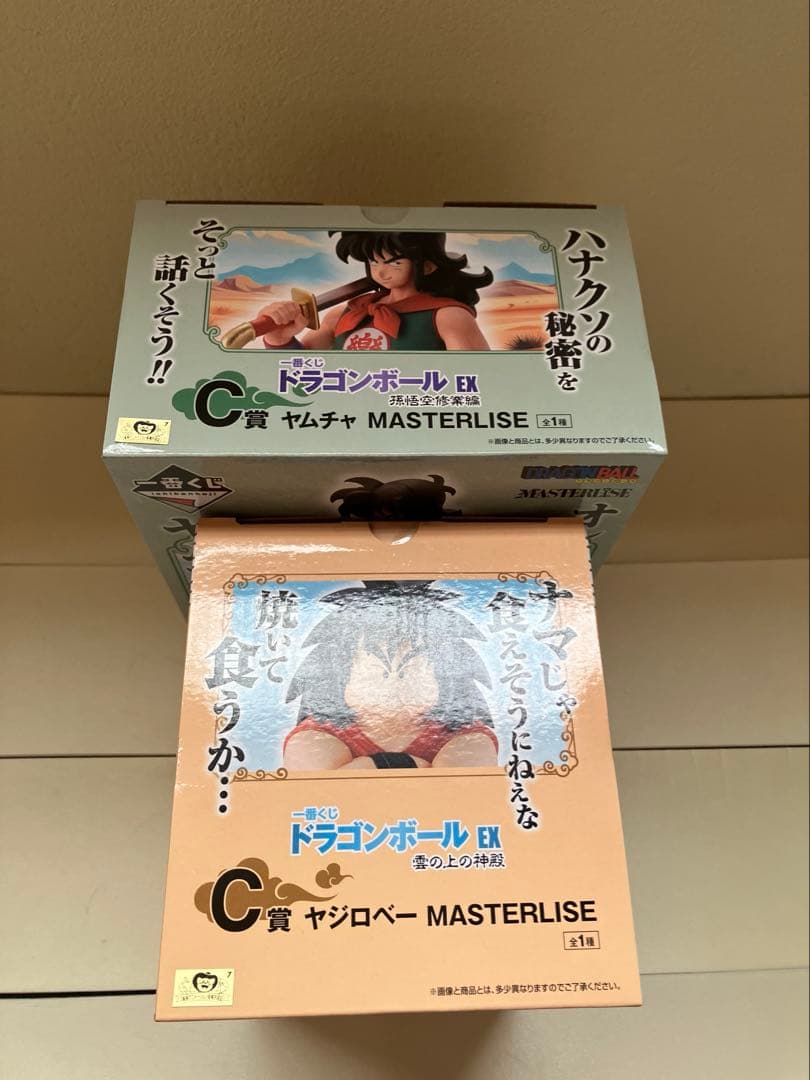 ハナクソの
秘密を
そっと
話くそう!!
一番くじ
ドラゴンボール EX
孫悟空修業編
C賞 ヤムチャ MASTERLISE 全1種
※画像と商品とは、多少異なりますのでご了承ください。
一番くじ
ichibankuji
DRAGONBALL
MASTERLISE
ナマじゃ
食えそうにねぇな
焼いて
食うか…
一番くじ
ドラゴンボール EX
雲の上の神殿
C賞 ヤジロベー MASTERLISE
全1種
※画像と商品とは、多少異なりますのでご了承ください。